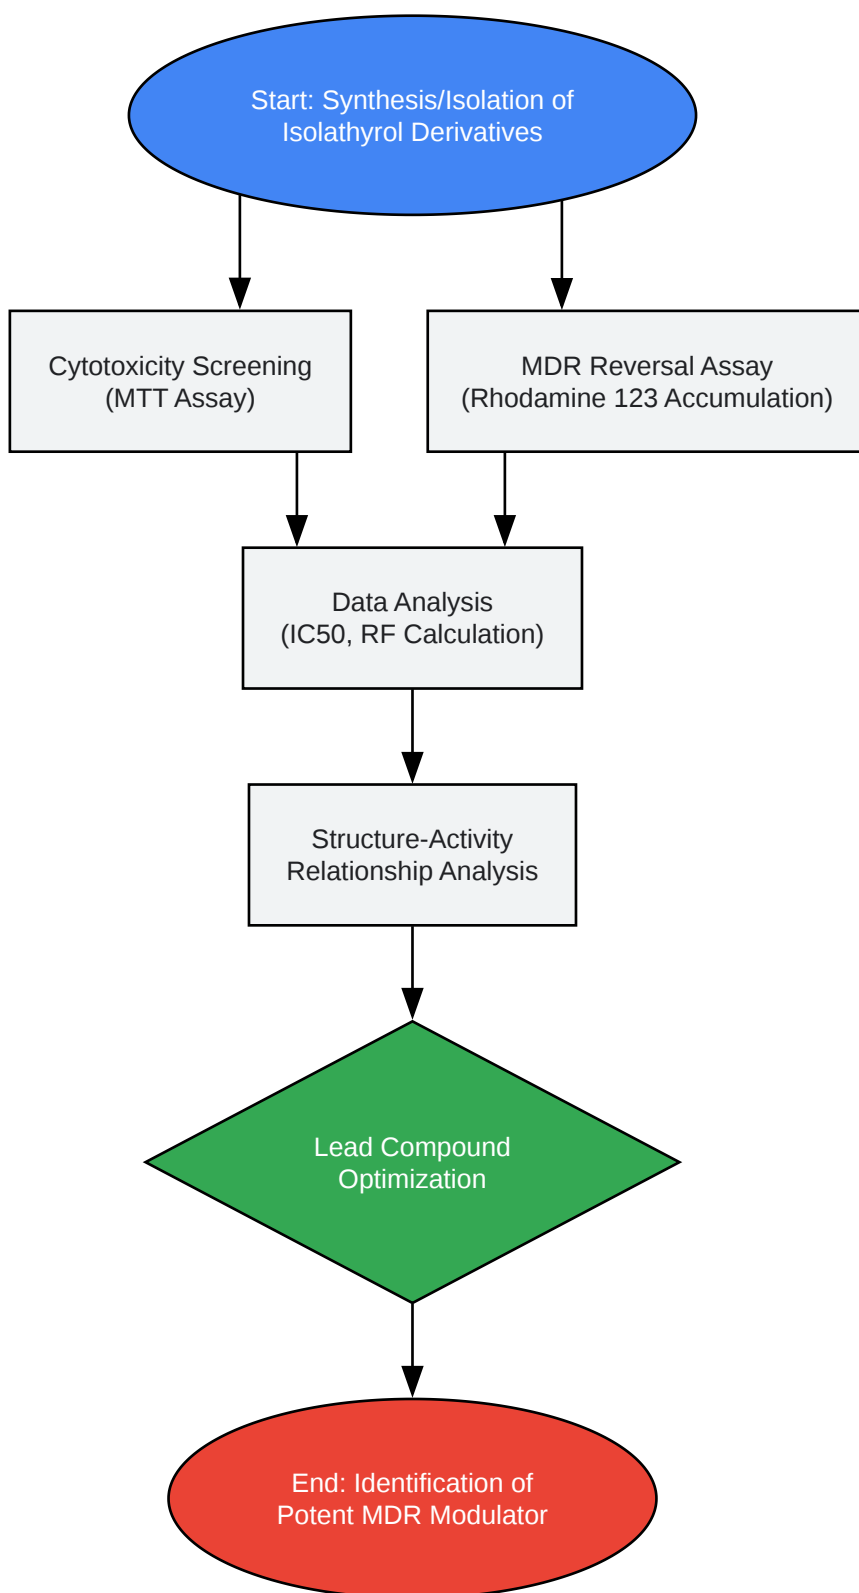 Start: Synthesis/Isolation of
Isolathyrol Derivatives
Cytotoxicity Screening
(MTT Assay)
MDR Reversal Assay
(Rhodamine 123 Accumulation)
Data Analysis
(IC50, RF Calculation)
Structure-Activity
Relationship Analysis
Lead Compound
Optimization
End: Identification of
Potent MDR Modulator